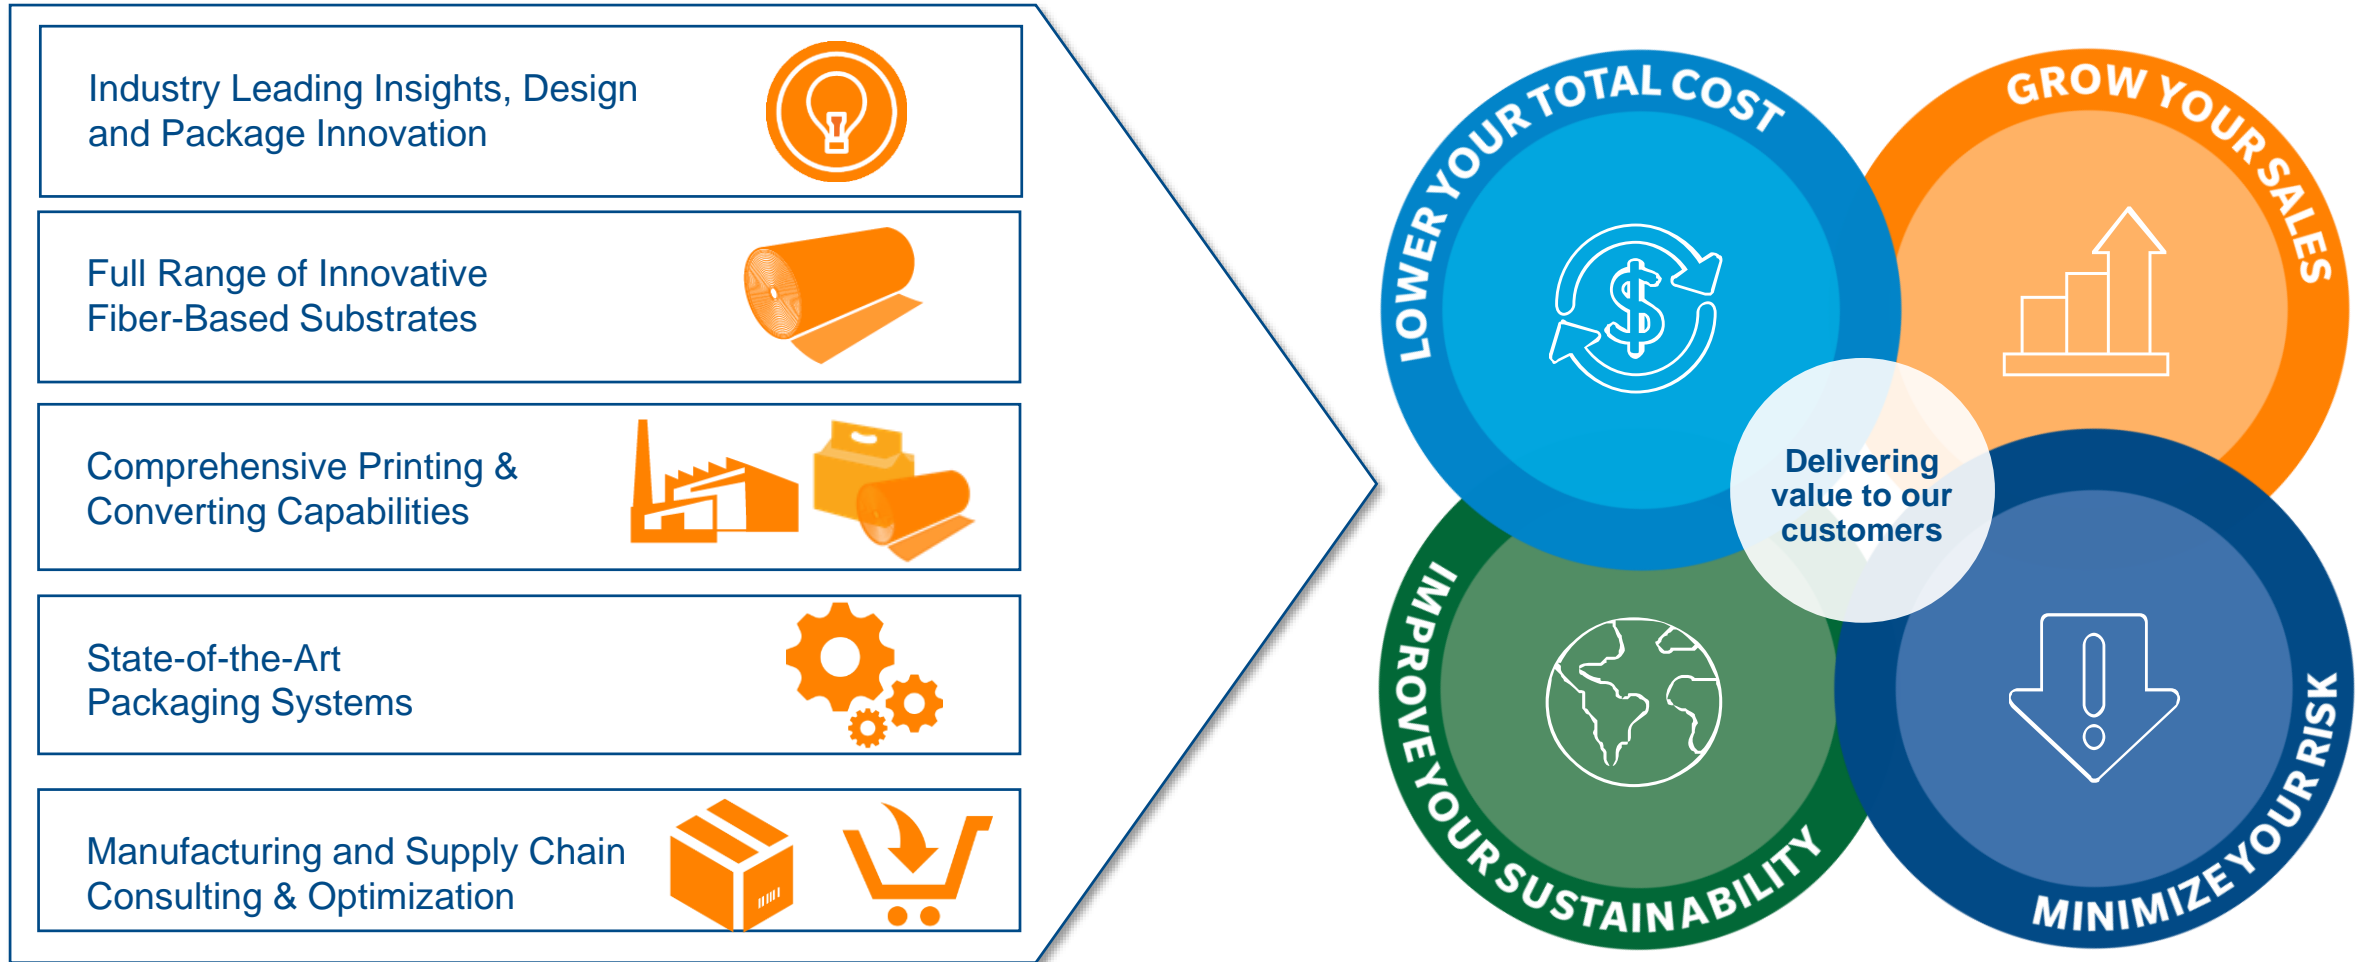 Industry Leading Insights, Design
and Package Innovation
Full Range of Innovative
Fiber-Based Substrates
Comprehensive Printing &
Converting Capabilities
State-of-the-Art
Packaging Systems
Manufacturing and Supply Chain
Consulting & Optimization
LOWER YOUR TOTAL COST
GROW YOUR SALES
Delivering
value to our
customers
IMPROVE YOUR SUSTAINABILITY
MINIMIZE YOUR RISK